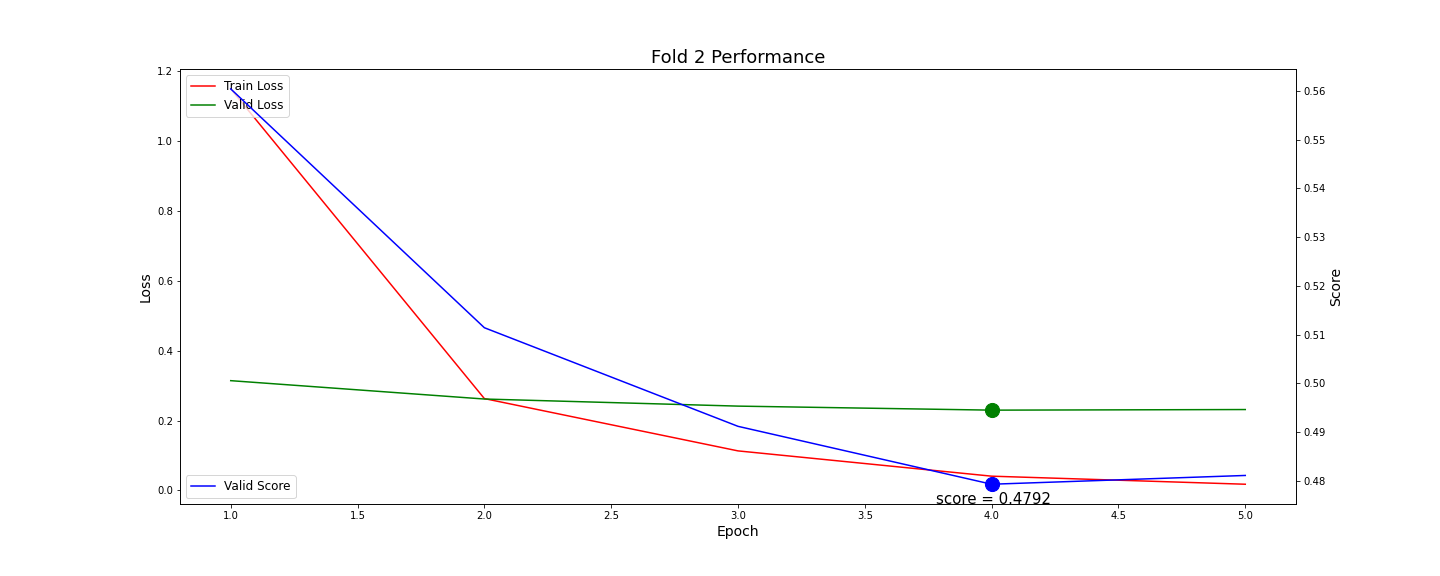 Fold 2 Performance
Train Loss
Valid Loss
Valid Score
Loss
1.2
1.0
0.8
0.6
0.4
0.2
0.0
Score
0.56
0.55
0.54
0.53
0.52
0.51
0.50
0.49
0.48
score = 0.4792
1.0 1.5 2.0 2.5 3.0 3.5 4.0 4.5 5.0
Epoch